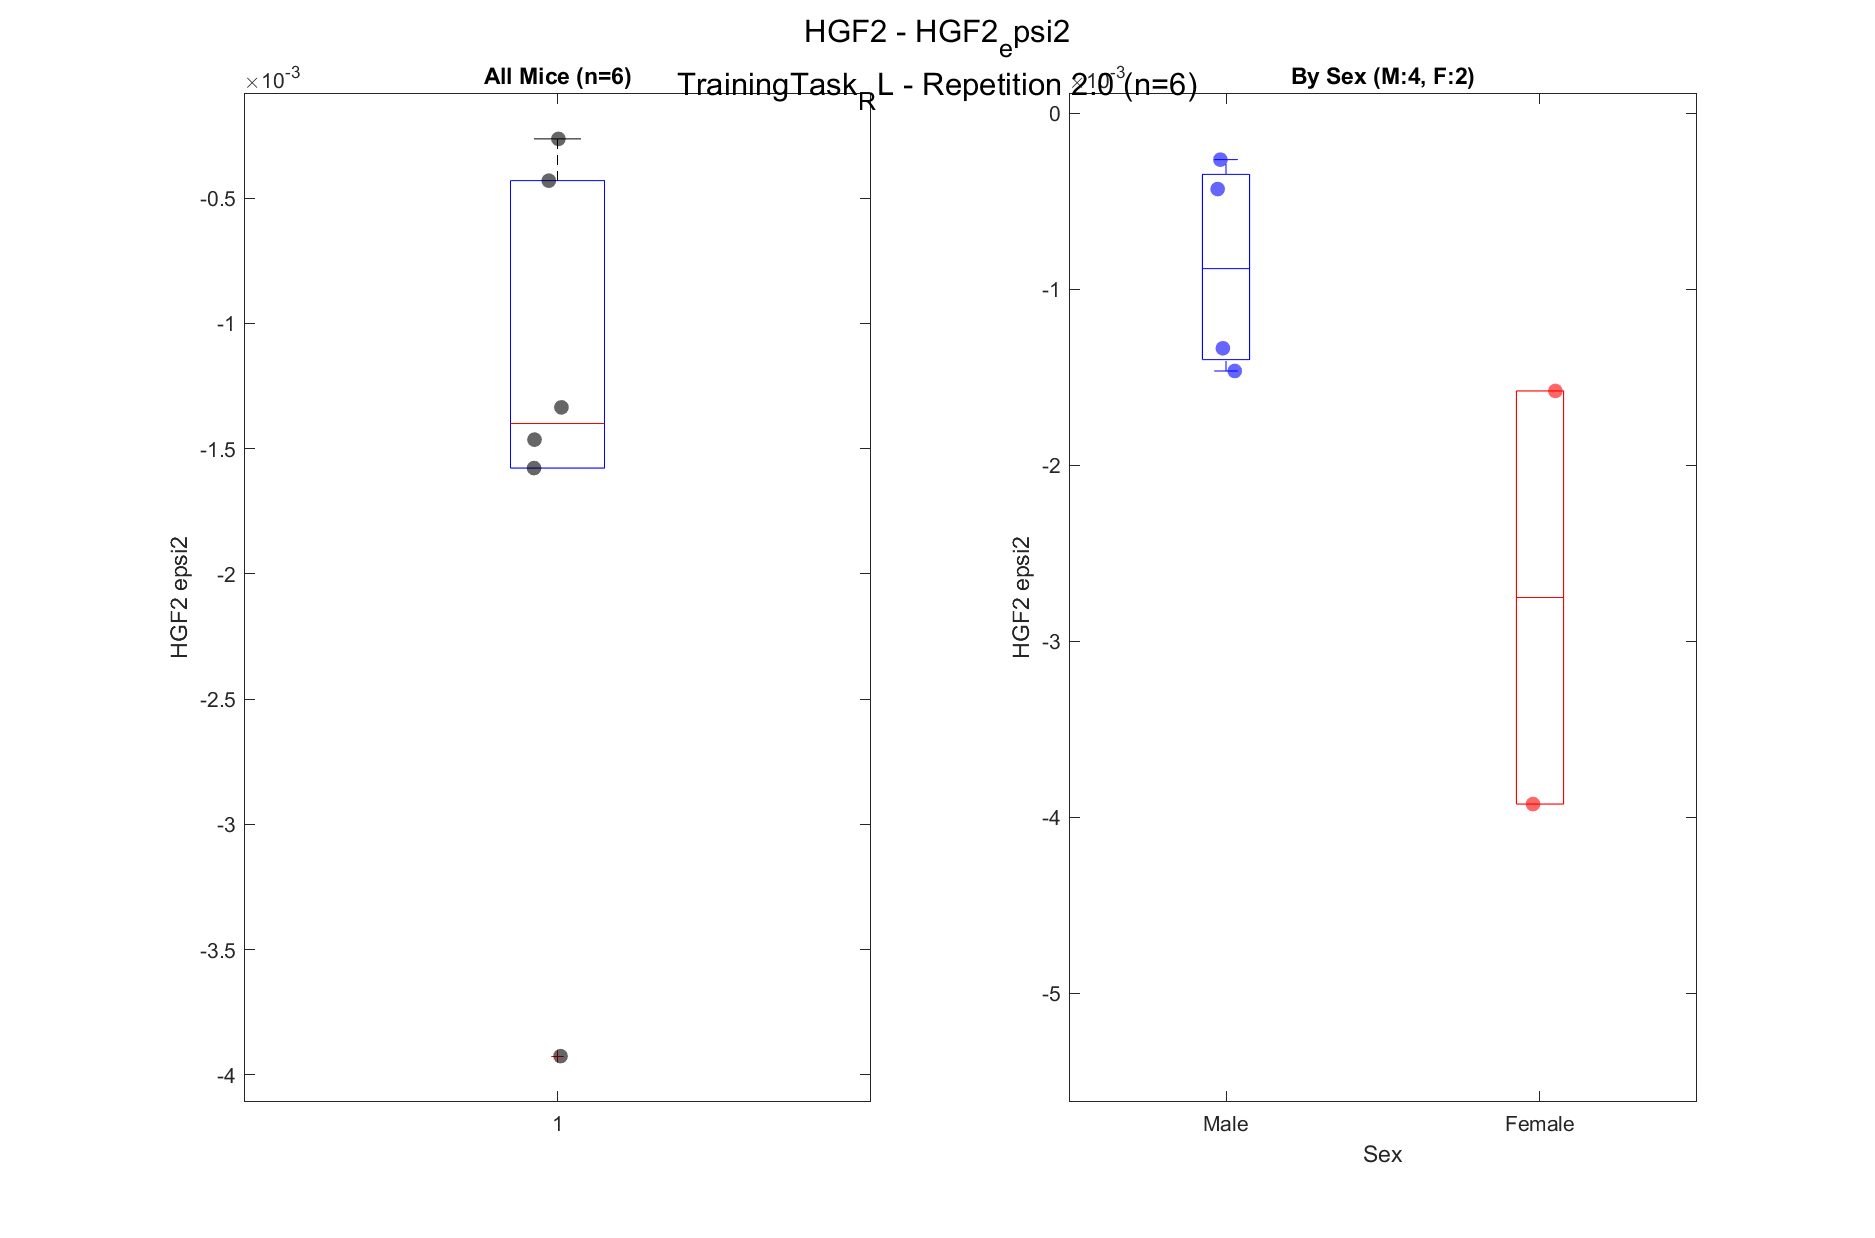 HGF2 - HGF2_epsi2
TrainingTask_RL - Repetition 2.0 (n=6)
All Mice (n=6)
×10^-3
-0.5
-1
-1.5
-2
-2.5
-3
-3.5
-4
HGF2 epsi2
1
By Sex (M:4, F:2)
×10^-3
0
-1
-2
-3
-4
-5
HGF2 epsi2
Male Female
Sex